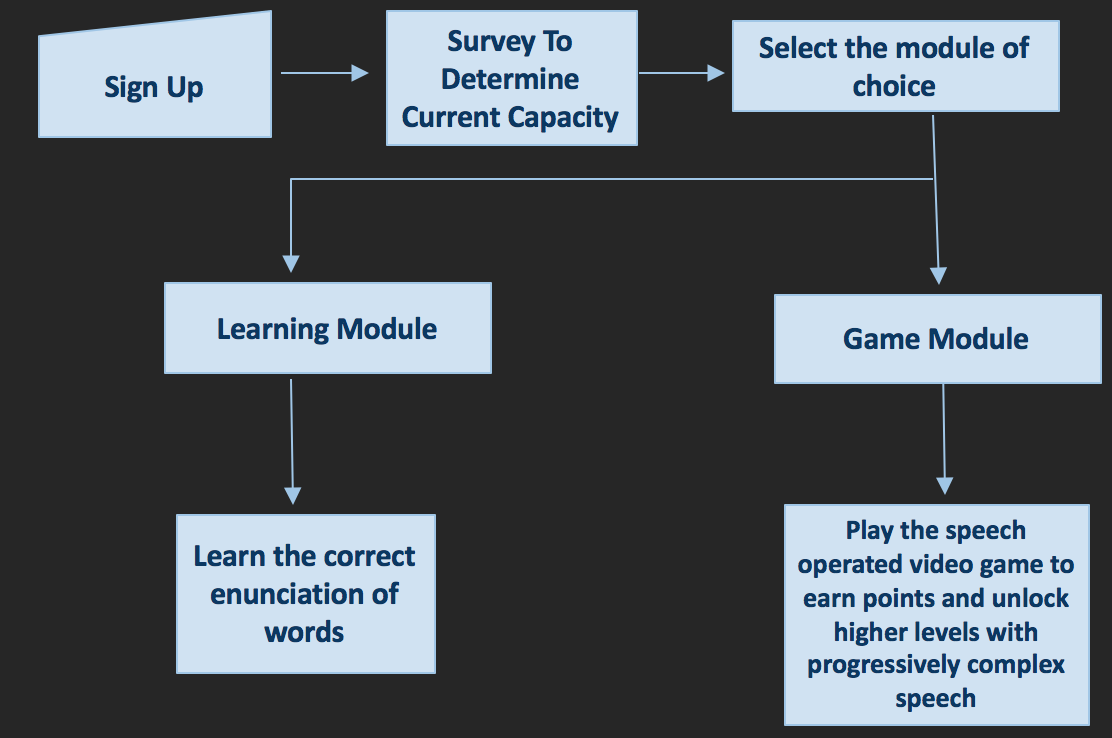 Sign Up
Survey To
Determine
Current Capacity
Select the module of
choice
Learning Module
Game Module
Learn the correct
enunciation of
words
Play the speech
operated video game to
earn points and unlock
higher levels with
progressively complex
speech